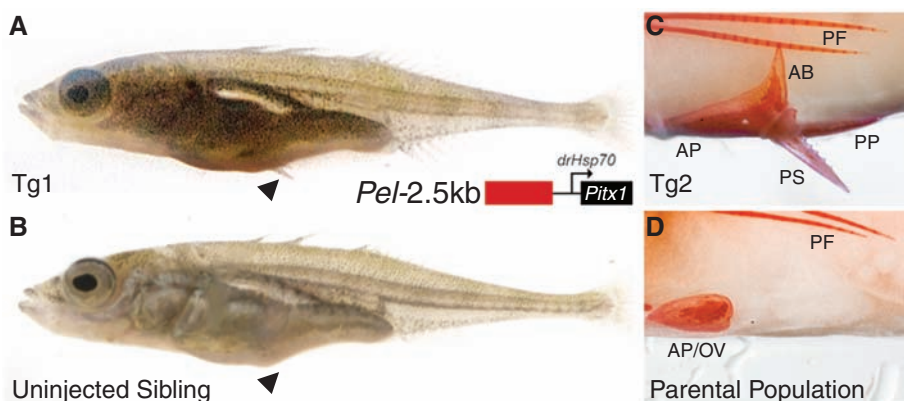 A
Tg1
Pel-2.5kb
drHsp70
Pitx1
B
Uninjected Sibling
C
PF
AB
AP
PP
PS
Tg2
D
PF
AP/OV
Parental Population